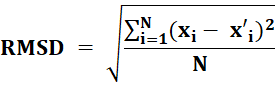 RMSD = √(∑ᵢ₌₁ᴺ(xᵢ − x′ᵢ)² / N)